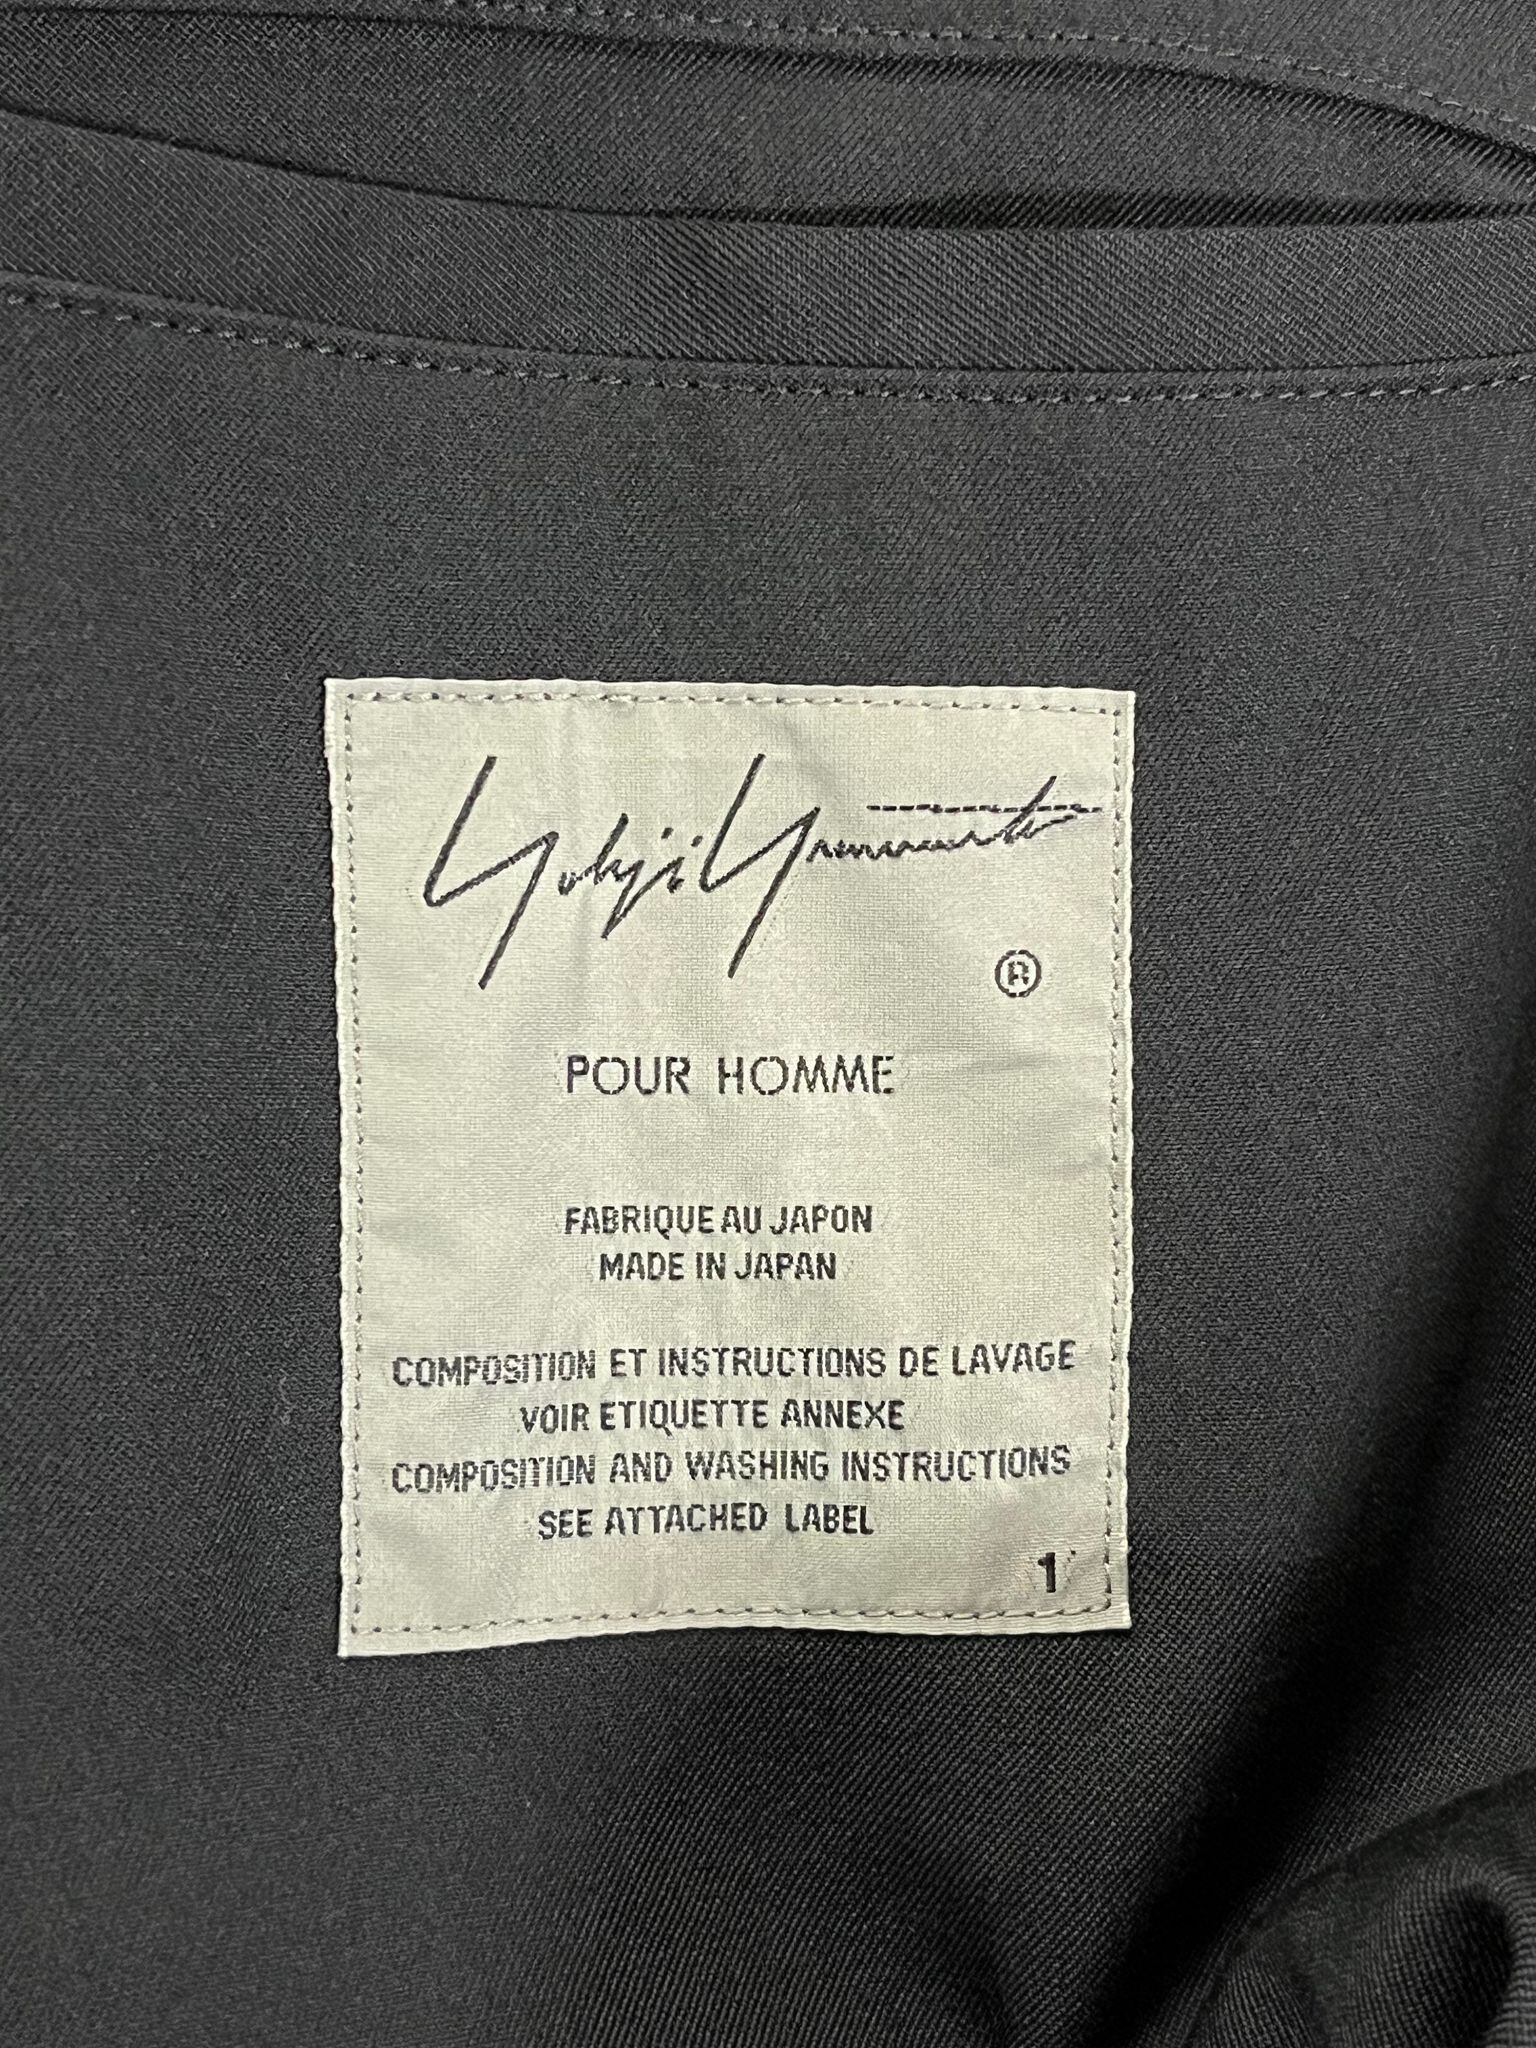 Yohji Yamamoto
®
POUR HOMME
FABRIQUE AU JAPON
MADE IN JAPAN
COMPOSITION ET INSTRUCTIONS DE LAVAGE
VOIR ETIQUETTE ANNEXE
COMPOSITION AND WASHING INSTRUCTIONS
SEE ATTACHED LABEL
1